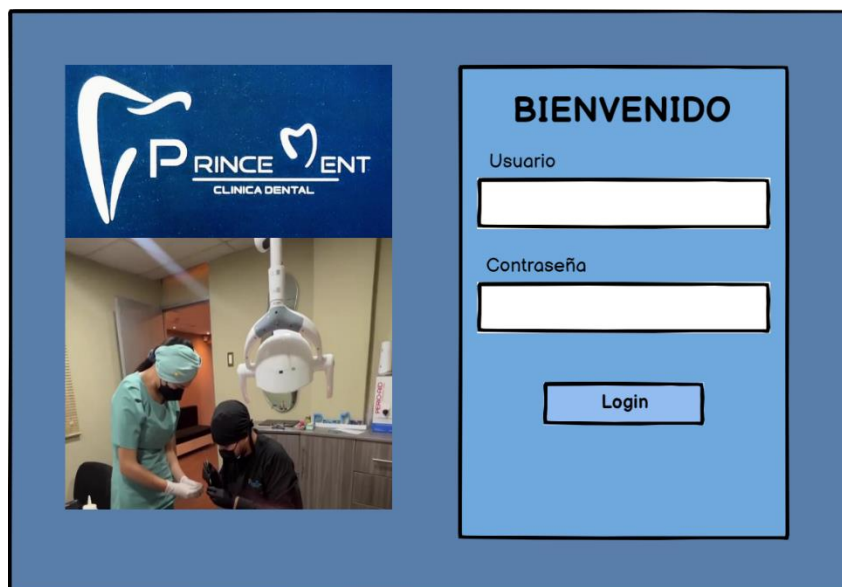 PRINCE DENT
CLINICA DENTAL
BIENVENIDO
Usuario
Contraseña
Login